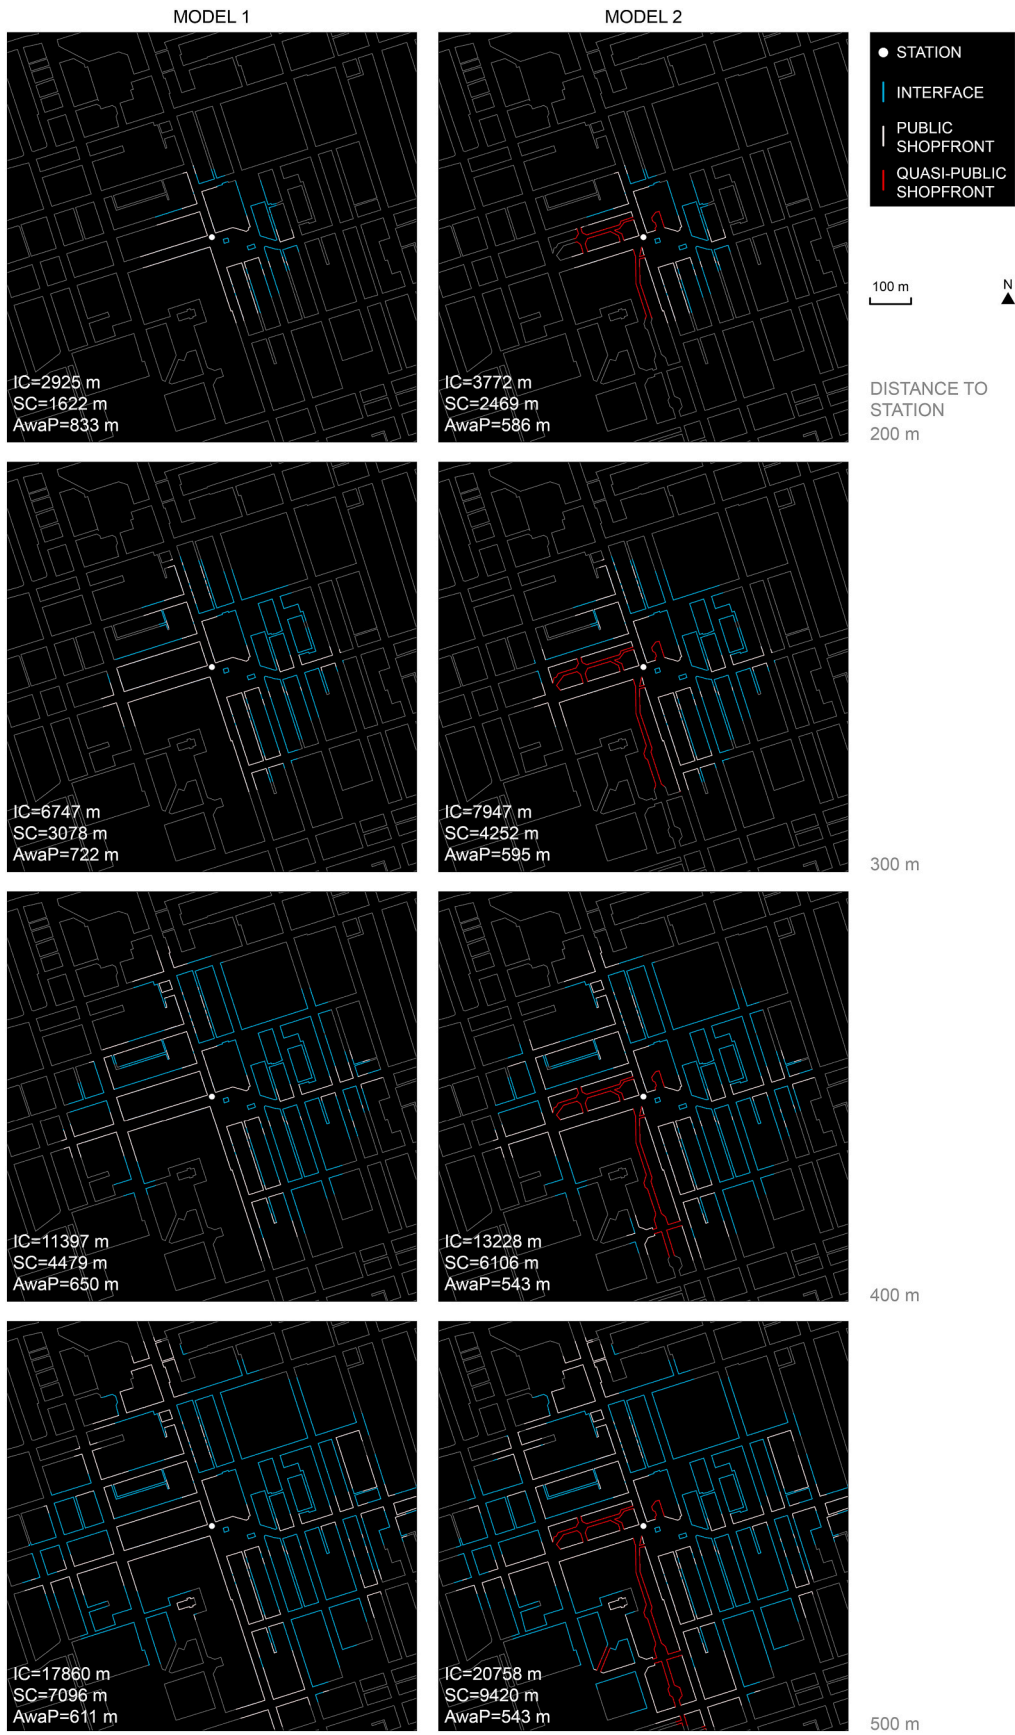 MODEL 1
MODEL 2
STATION
INTERFACE
PUBLIC
SHOPFRONT
QUASI-PUBLIC
SHOPFRONT
100 m
N
IC=2925 m
SC=1622 m
AwaP=833 m
IC=3772 m
SC=2469 m
AwaP=586 m
DISTANCE TO
STATION
200 m
IC=6747 m
SC=3078 m
AwaP=722 m
IC=7947 m
SC=4252 m
AwaP=595 m
300 m
IC=11397 m
SC=4479 m
AwaP=650 m
IC=13228 m
SC=6106 m
AwaP=543 m
400 m
IC=17860 m
SC=7096 m
AwaP=611 m
IC=20758 m
SC=9420 m
AwaP=543 m
500 m